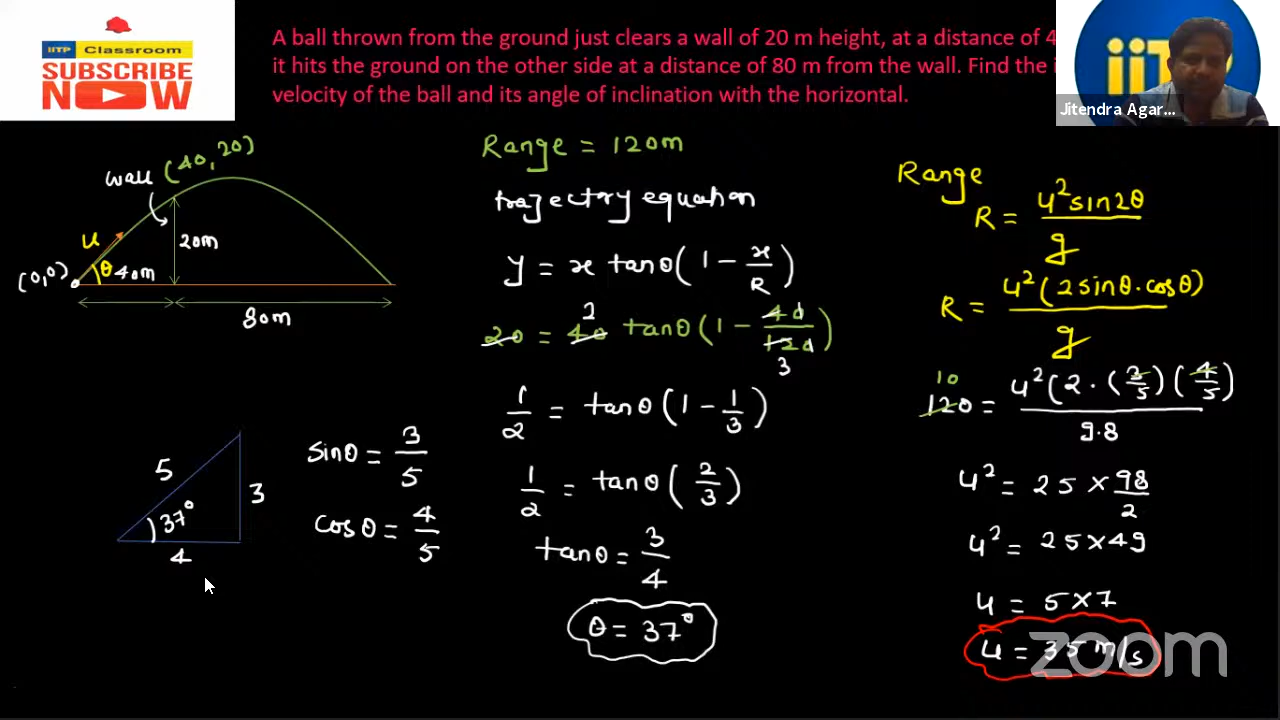 IITP Classroom
SUBSCRIBE
NOW
A ball thrown from the ground just clears a wall of 20 m height, at a distance of 4
it hits the ground on the other side at a distance of 80 m from the wall. Find the i
velocity of the ball and its angle of inclination with the horizontal.
Jitendra Agar...
wall
(40, 20)
u
20m
(0,0)
θ
40m
80m
5
37°
3
4
sinθ = 3/5
cosθ = 4/5
Range = 120m
trajectory equation
y = x tanθ(1 - x/R)
2
20 = 40 tanθ(1 - 40/120)
3
1/2 = tanθ(1 - 1/3)
1/2 = tanθ(2/3)
tanθ = 3/4
θ = 37°
Range
R = u² sin2θ/g
R = u²(2sinθ·cosθ)/g
10
120 = u²(2·(3/5)(4/5))/9.8
u² = 25 × 98/2
u² = 25×49
u = 5×7
u = 35 m/s
zoom